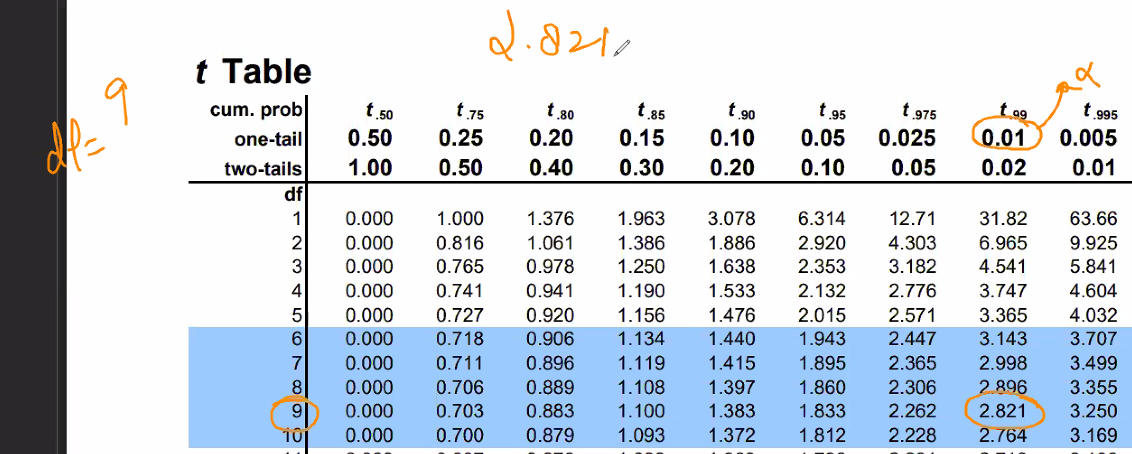 2.821
t Table
α
df = 9
cum. prob t.50 t.75 t.80 t.85 t.90 t.95 t.975 t.99 t.995
one-tail 0.50 0.25 0.20 0.15 0.10 0.05 0.025 0.01 0.005
two-tails 1.00 0.50 0.40 0.30 0.20 0.10 0.05 0.02 0.01
df
1 0.000 1.000 1.376 1.963 3.078 6.314 12.71 31.82 63.66
2 0.000 0.816 1.061 1.386 1.886 2.920 4.303 6.965 9.925
3 0.000 0.765 0.978 1.250 1.638 2.353 3.182 4.541 5.841
4 0.000 0.741 0.941 1.190 1.533 2.132 2.776 3.747 4.604
5 0.000 0.727 0.920 1.156 1.476 2.015 2.571 3.365 4.032
6 0.000 0.718 0.906 1.134 1.440 1.943 2.447 3.143 3.707
7 0.000 0.711 0.896 1.119 1.415 1.895 2.365 2.998 3.499
8 0.000 0.706 0.889 1.108 1.397 1.860 2.306 2.896 3.355
9 0.000 0.703 0.883 1.100 1.383 1.833 2.262 2.821 3.250
10 0.000 0.700 0.879 1.093 1.372 1.812 2.228 2.764 3.169